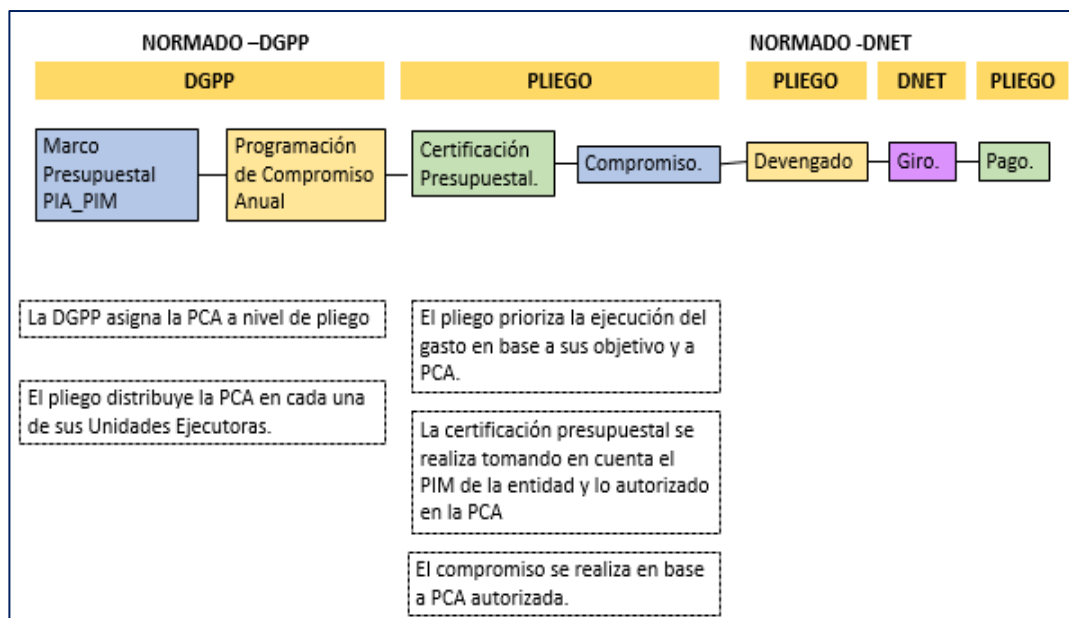 NORMADO –DGPP
NORMADO -DNET
DGPP
PLIEGO
PLIEGO
DNET
PLIEGO
Marco
Presupuestal
PIA_PIM
Programación
de Compromiso
Anual
Certificación
Presupuestal.
Compromiso.
Devengado
Giro.
Pago.
La DGPP asigna la PCA a nivel de pliego
El pliego distribuye la PCA en cada una
de sus Unidades Ejecutoras.
El pliego prioriza la ejecución del
gasto en base a sus objetivo y a
PCA.
La certificación presupuestal se
realiza tomando en cuenta el
PIM de la entidad y lo autorizado
en la PCA
El compromiso se realiza en base
a PCA autorizada.